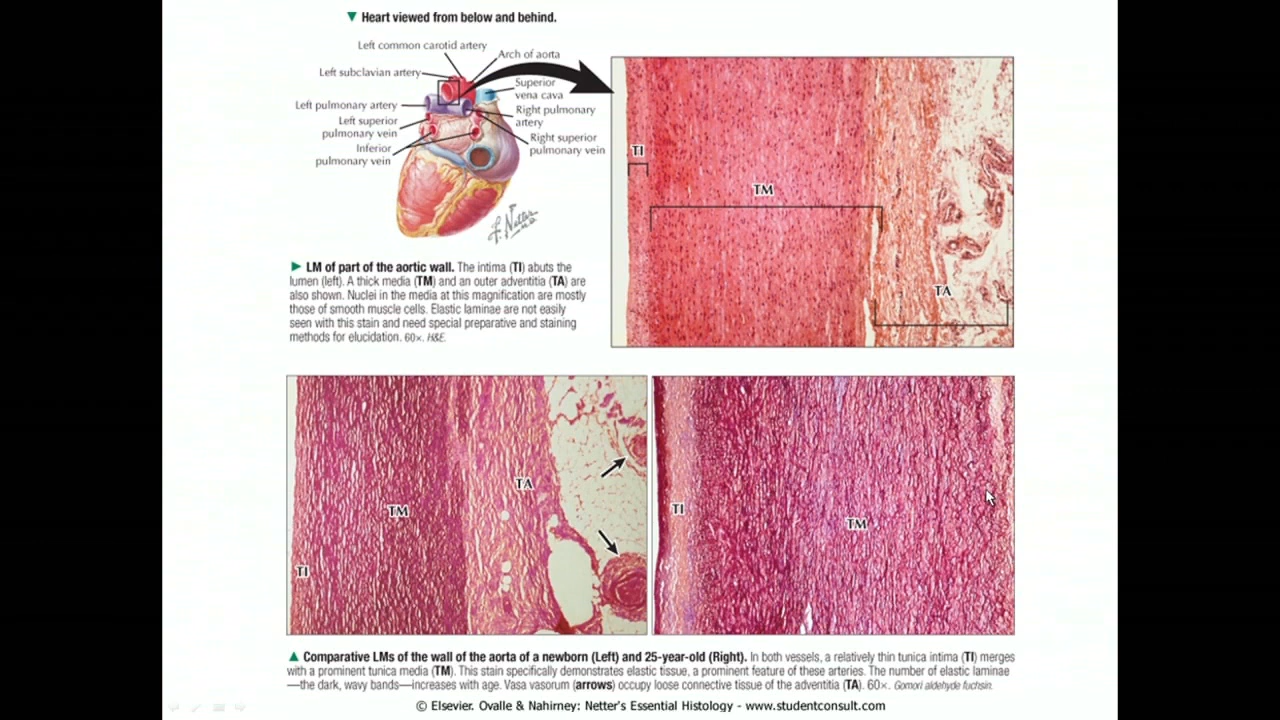 ▼ Heart viewed from below and behind.
Left common carotid artery
Arch of aorta
Left subclavian artery
Superior
vena cava
Left pulmonary artery
Right pulmonary
artery
Left superior
pulmonary vein
Right superior
pulmonary vein
Inferior
pulmonary vein
F. Netter
M.D.
TI
TM
TA
► LM of part of the aortic wall. The intima (TI) abuts the
lumen (left). A thick media (TM) and an outer adventitia (TA) are
also shown. Nuclei in the media at this magnification are mostly
those of smooth muscle cells. Elastic laminae are not easily
seen with this stain and need special preparative and staining
methods for elucidation. 60×. H&E.
TI
TM
TA
TI
TM
▲ Comparative LMs of the wall of the aorta of a newborn (Left) and 25-year-old (Right). In both vessels, a relatively thin tunica intima (TI) merges
with a prominent tunica media (TM). This stain specifically demonstrates elastic tissue, a prominent feature of these arteries. The number of elastic laminae
—the dark, wavy bands—increases with age. Vasa vasorum (arrows) occupy loose connective tissue of the adventitia (TA). 60×. Gomori aldehyde fuchsin.
© Elsevier. Ovalle & Nahirney: Netter's Essential Histology - www.studentconsult.com